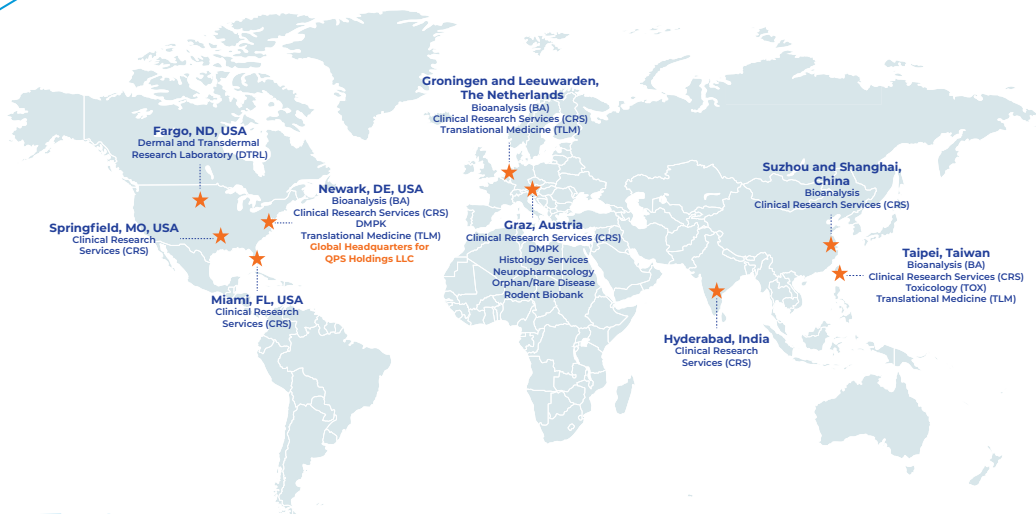 Groningen and Leeuwarden,
The Netherlands
Bioanalysis (BA)
Clinical Research Services (CRS)
Translational Medicine (TLM)
Fargo, ND, USA
Dermal and Transdermal
Research Laboratory (DTRL)
Newark, DE, USA
Bioanalysis (BA)
Clinical Research Services (CRS)
DMPK
Translational Medicine (TLM)
Global Headquarters for
QPS Holdings LLC
Springfield, MO, USA
Clinical Research
Services (CRS)
Miami, FL, USA
Clinical Research
Services (CRS)
Graz, Austria
Clinical Research Services (CRS)
DMPK
Histology Services
Neuropharmacology
Orphan/Rare Disease
Rodent Biobank
Suzhou and Shanghai,
China
Bioanalysis
Clinical Research Services (CRS)
Taipei, Taiwan
Bioanalysis (BA)
Clinical Research Services (CRS)
Toxicology (TOX)
Translational Medicine (TLM)
Hyderabad, India
Clinical Research
Services (CRS)